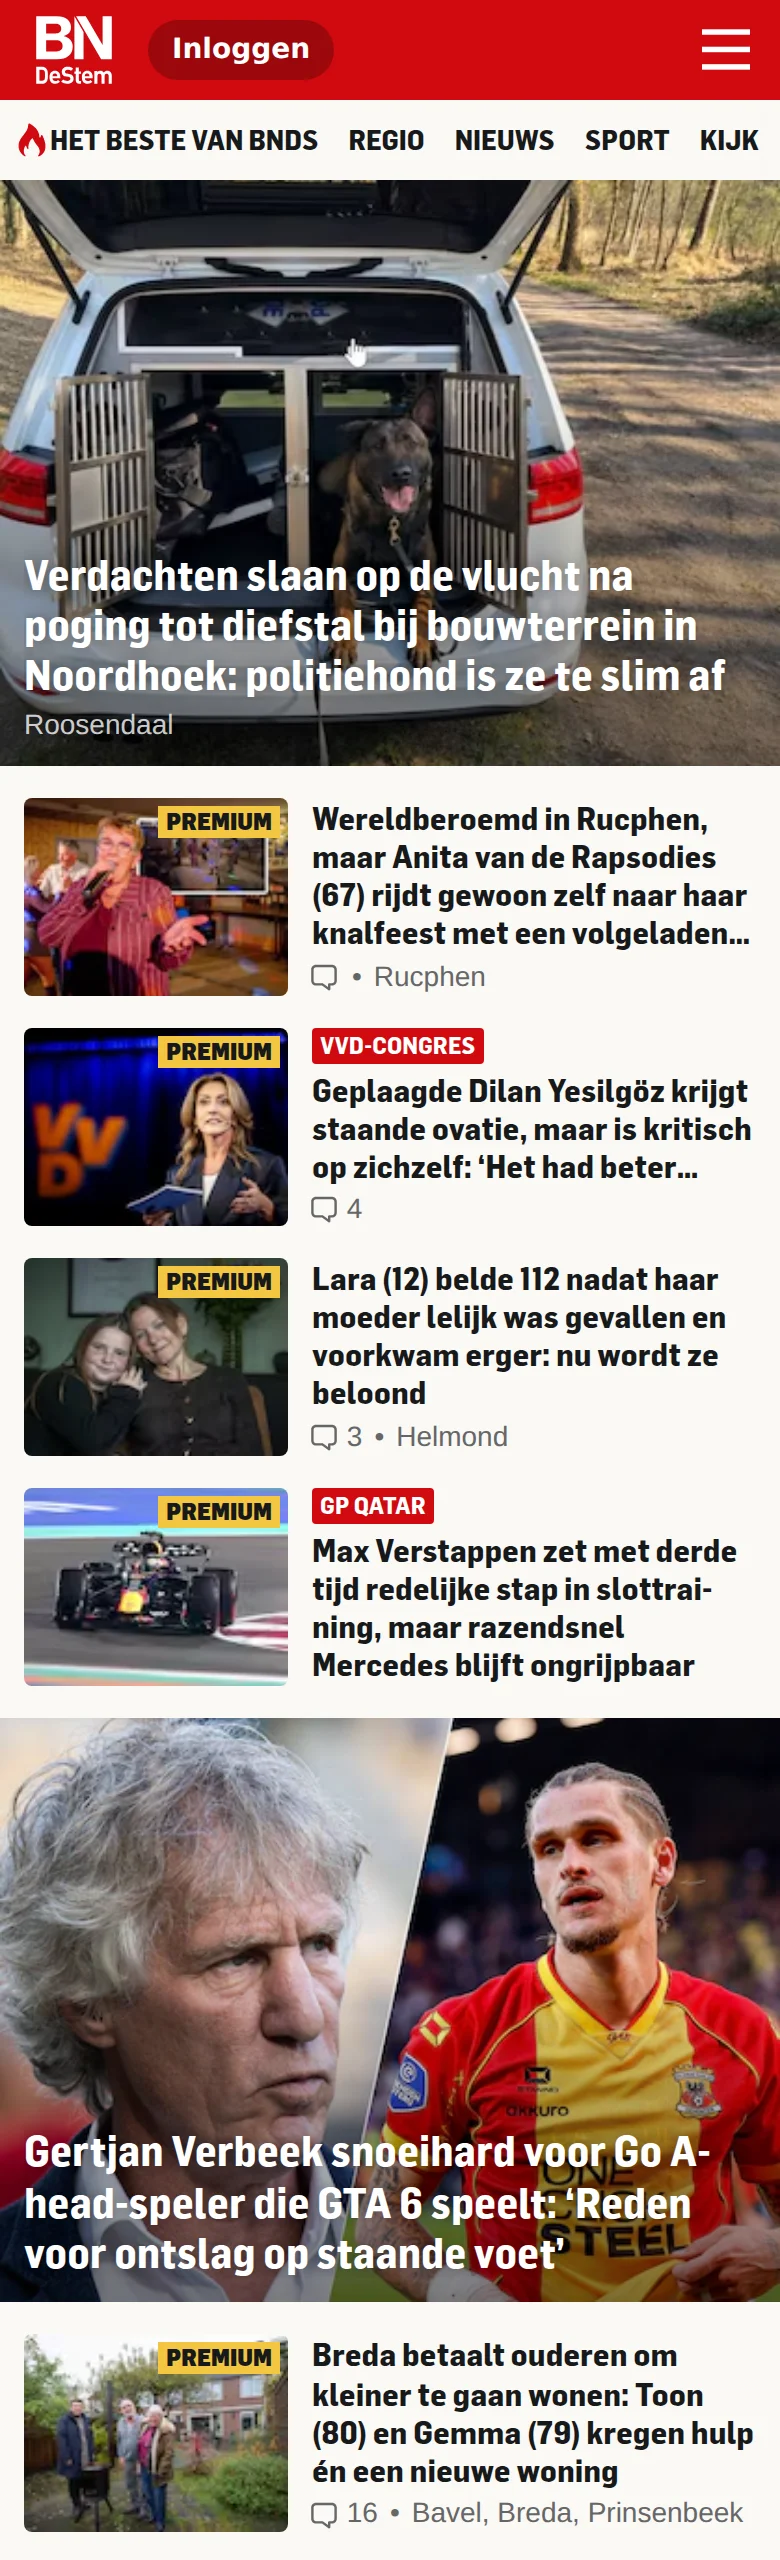 BN
DeStem
Inloggen
HET BESTE VAN BNDS
REGIO
NIEUWS
SPORT
KIJK
Verdachten slaan op de vlucht na
poging tot diefstal bij bouwterrein in
Noordhoek: politiehond is ze te slim af
Roosendaal
PREMIUM
Wereldberoemd in Rucphen,
maar Anita van de Rapsodies
(67) rijdt gewoon zelf naar haar
knalfeest met een volgeladen...
• Rucphen
PREMIUM
VVD
VVD-CONGRES
Geplaagde Dilan Yesilgöz krijgt
staande ovatie, maar is kritisch
op zichzelf: ‘Het had beter...
4
PREMIUM
Lara (12) belde 112 nadat haar
moeder lelijk was gevallen en
voorkwam erger: nu wordt ze
beloond
3 • Helmond
PREMIUM
GP QATAR
Max Verstappen zet met derde
tijd redelijke stap in slottrai-
ning, maar razendsnel
Mercedes blijft ongrijpbaar
STANNO
akkuro
ONE
STEEL
Gertjan Verbeek snoeihard voor Go A-
head-speler die GTA 6 speelt: ‘Reden
voor ontslag op staande voet’
PREMIUM
Breda betaalt ouderen om
kleiner te gaan wonen: Toon
(80) en Gemma (79) kregen hulp
én een nieuwe woning
16 • Bavel, Breda, Prinsenbeek